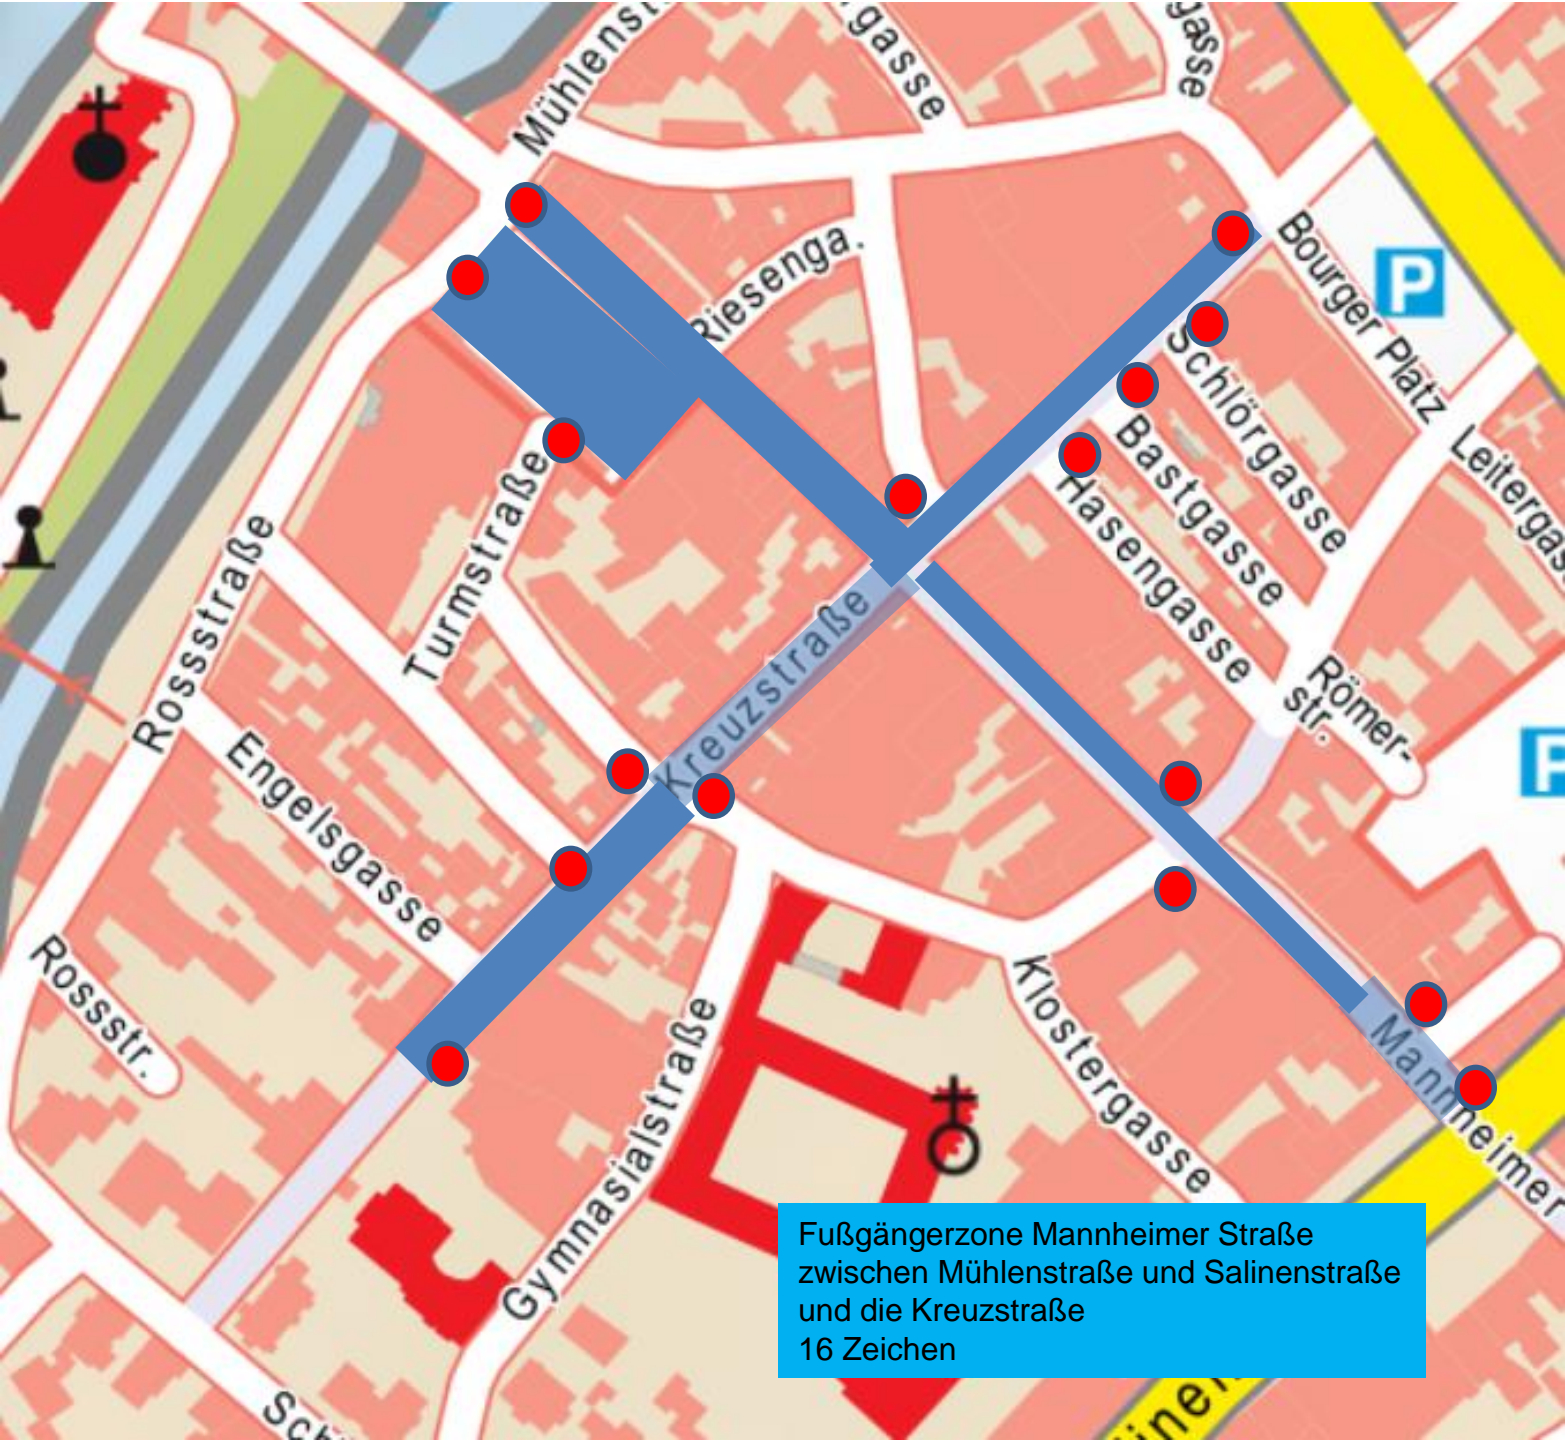 Mühlenst
rgasse
gasse
Riesenga.
Bourger Platz
P
Schlörgasse
Bastgasse
Hasengasse
Leitergas
Turmstraße
Rossstraße
Kreuzstraße
Römer-
str.
P
Engelsgasse
Rossstr.
Klostergasse
Mannheimer
Gymnasialstraße
Fußgängerzone Mannheimer Straße
zwischen Mühlenstraße und Salinenstraße
und die Kreuzstraße
16 Zeichen